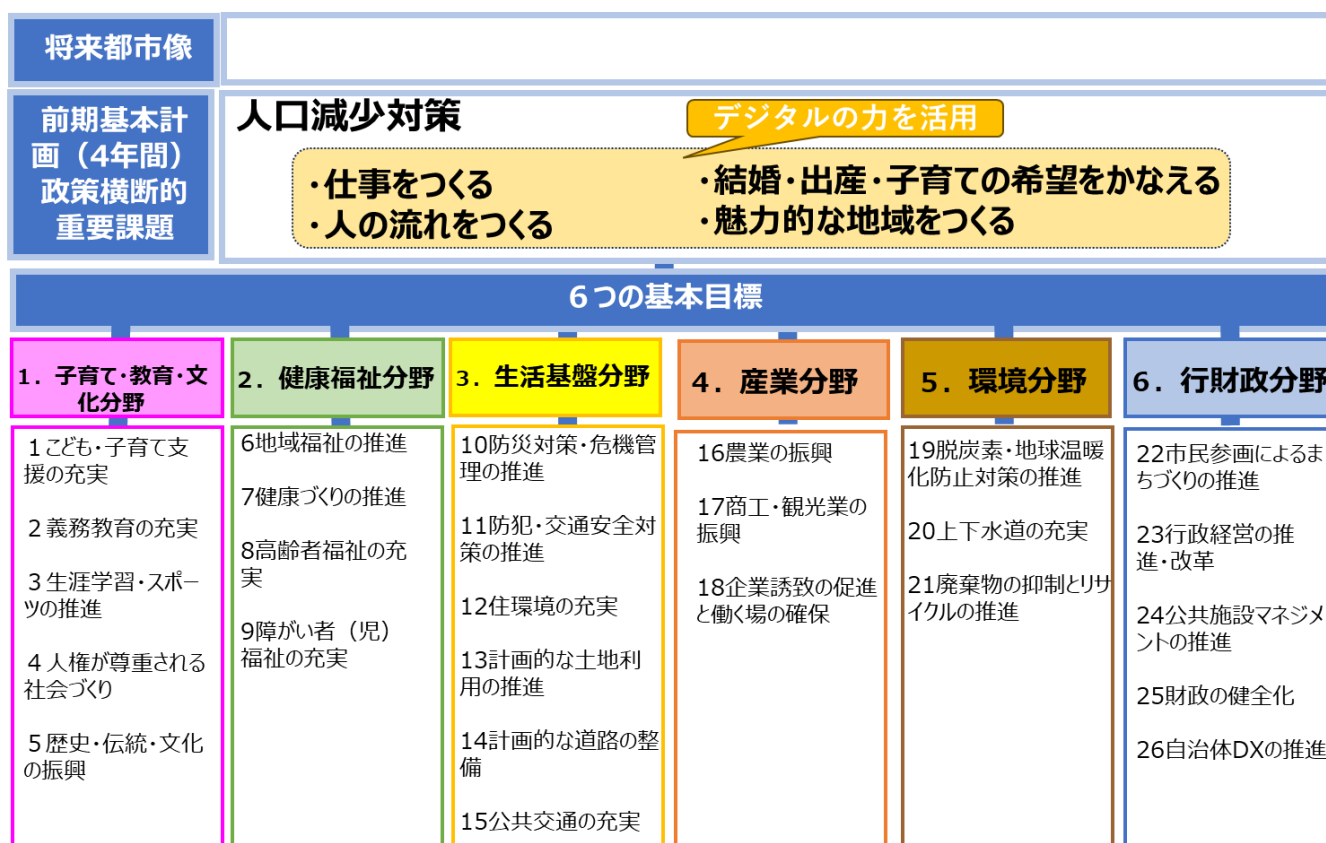 将来都市像
前期基本計
画（4年間）
政策横断的
重要課題
人口減少対策
デジタルの力を活用
・仕事をつくる
・人の流れをつくる
・結婚・出産・子育ての希望をかなえる
・魅力的な地域をつくる
６つの基本目標
1．子育て・教育・文
化分野
1こども・子育て支
援の充実
2義務教育の充実
3生涯学習・スポー
ツの推進
4人権が尊重される
社会づくり
5歴史・伝統・文化
の振興
2．健康福祉分野
6地域福祉の推進
7健康づくりの推進
8高齢者福祉の充
実
9障がい者（児）
福祉の充実
3．生活基盤分野
10防災対策・危機管
理の推進
11防犯・交通安全対
策の推進
12住環境の充実
13計画的な土地利
用の推進
14計画的な道路の整
備
15公共交通の充実
4．産業分野
16農業の振興
17商工・観光業の
振興
18企業誘致の促進
と働く場の確保
5．環境分野
19脱炭素・地球温暖
化防止対策の推進
20上下水道の充実
21廃棄物の抑制とリサ
イクルの推進
6．行財政分野
22市民参画によるま
ちづくりの推進
23行政経営の推
進・改革
24公共施設マネジメ
ントの推進
25財政の健全化
26自治体DXの推進